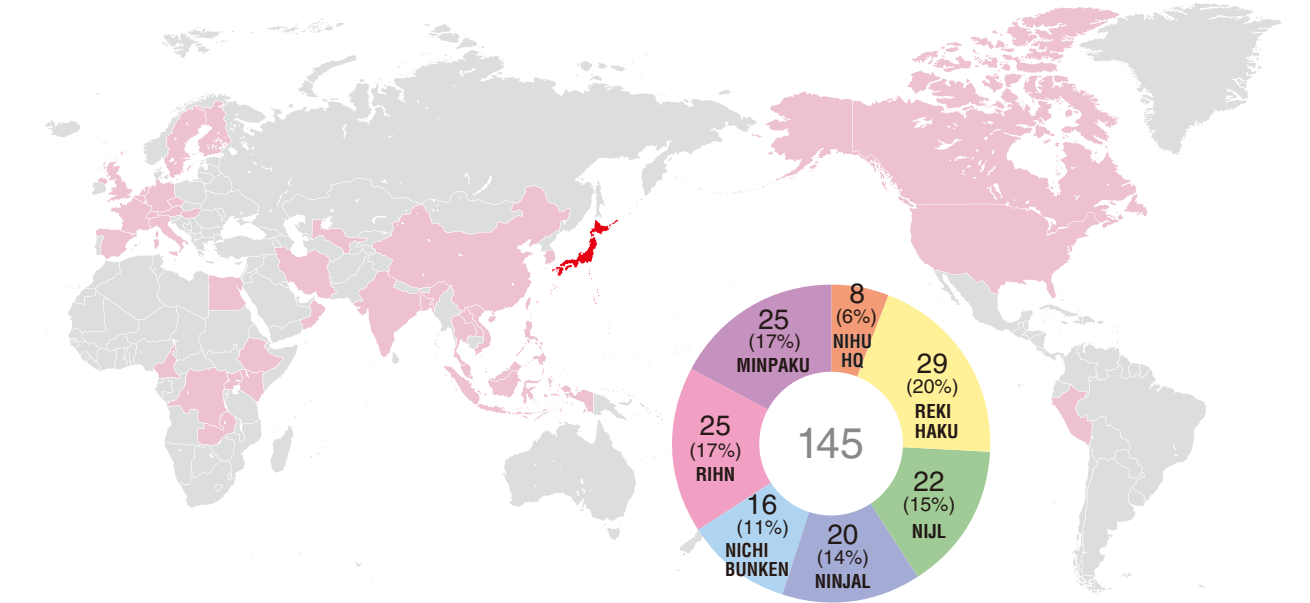 8
(6%)
NIHU
HQ
29
(20%)
REKI
HAKU
22
(15%)
NIJL
20
(14%)
NINJAL
16
(11%)
NICHI
BUNKEN
25
(17%)
RIHN
25
(17%)
MINPAKU
145